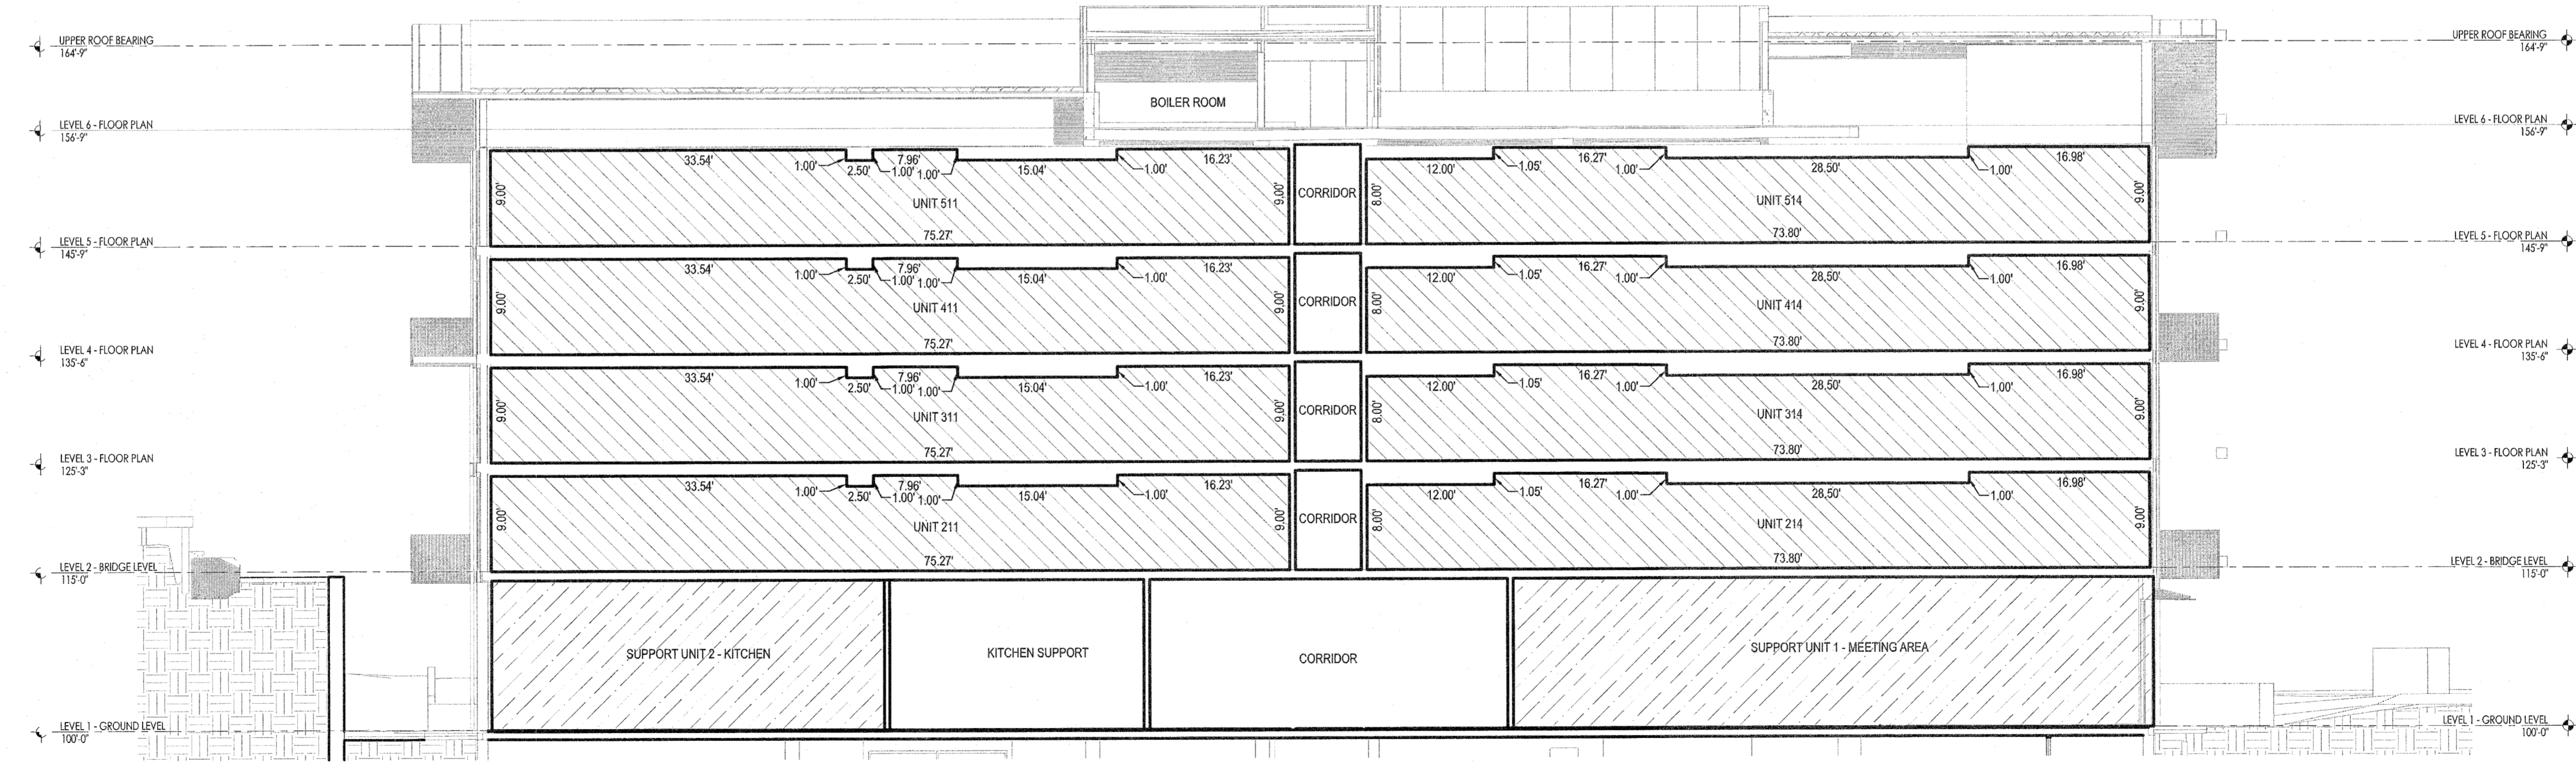 UPPER ROOF BEARING
164'-9"
UPPER ROOF BEARING
164'-9"
BOILER ROOM
LEVEL 6 - FLOOR PLAN
156'-9"
LEVEL 6 - FLOOR PLAN
156'-9"
33.54' 1.00' 2.50' 7.96' 1.00' 1.00' 15.04' 1.00' 16.23'
9.00' UNIT 511 9.00'
75.27'
CORRIDOR
12.00' 1.05' 16.27' 1.00' 28.50' 1.00' 16.98'
8.00' UNIT 514 9.00'
73.80'
LEVEL 5 - FLOOR PLAN
145'-9"
LEVEL 5 - FLOOR PLAN
145'-9"
33.54' 1.00' 2.50' 7.96' 1.00' 1.00' 15.04' 1.00' 16.23'
9.00' UNIT 411 9.00'
75.27'
CORRIDOR
12.00' 1.05' 16.27' 1.00' 28.50' 1.00' 16.98'
8.00' UNIT 414 9.00'
73.80'
LEVEL 4 - FLOOR PLAN
135'-6"
LEVEL 4 - FLOOR PLAN
135'-6"
33.54' 1.00' 2.50' 7.96' 1.00' 1.00' 15.04' 1.00' 16.23'
9.00' UNIT 311 9.00'
75.27'
CORRIDOR
12.00' 1.05' 16.27' 1.00' 28.50' 1.00' 16.98'
8.00' UNIT 314 9.00'
73.80'
LEVEL 3 - FLOOR PLAN
125'-3"
LEVEL 3 - FLOOR PLAN
125'-3"
33.54' 1.00' 2.50' 7.96' 1.00' 1.00' 15.04' 1.00' 16.23'
9.00' UNIT 211 9.00'
75.27'
CORRIDOR
12.00' 1.05' 16.27' 1.00' 28.50' 1.00' 16.98'
8.00' UNIT 214 9.00'
73.80'
LEVEL 2 - BRIDGE LEVEL
115'-0"
LEVEL 2 - BRIDGE LEVEL
115'-0"
SUPPORT UNIT 2 - KITCHEN
KITCHEN SUPPORT
CORRIDOR
SUPPORT UNIT 1 - MEETING AREA
LEVEL 1 - GROUND LEVEL
100'-0"
LEVEL 1 - GROUND LEVEL
100'-0"